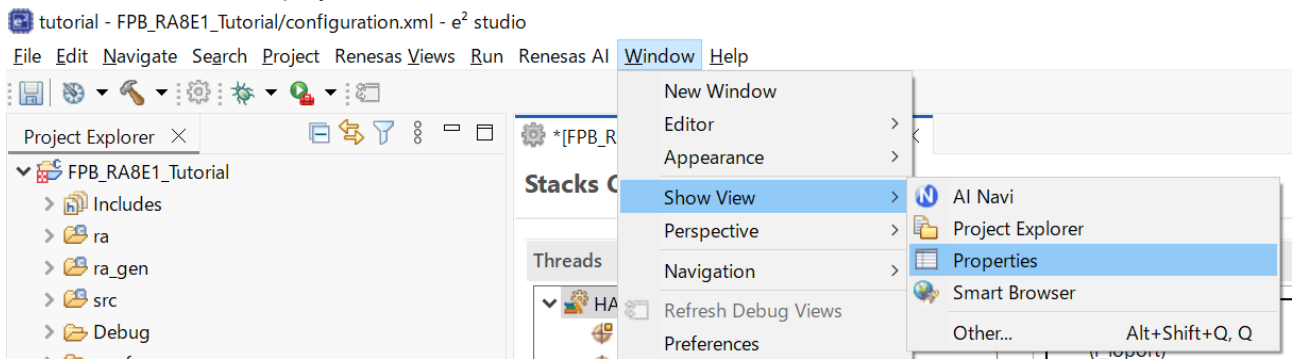 tutorial - FPB_RA8E1_Tutorial/configuration.xml - e² studio
File Edit Navigate Search Project Renesas Views Run Renesas AI Window Help
Project Explorer
FPB_RA8E1_Tutorial
Includes
ra
ra_gen
src
Debug
*[FPB_R
Stacks C
Threads
HA
New Window
Editor
Appearance
Show View
Perspective
Navigation
Refresh Debug Views
Preferences
AI Navi
Project Explorer
Properties
Smart Browser
Other... Alt+Shift+Q, Q